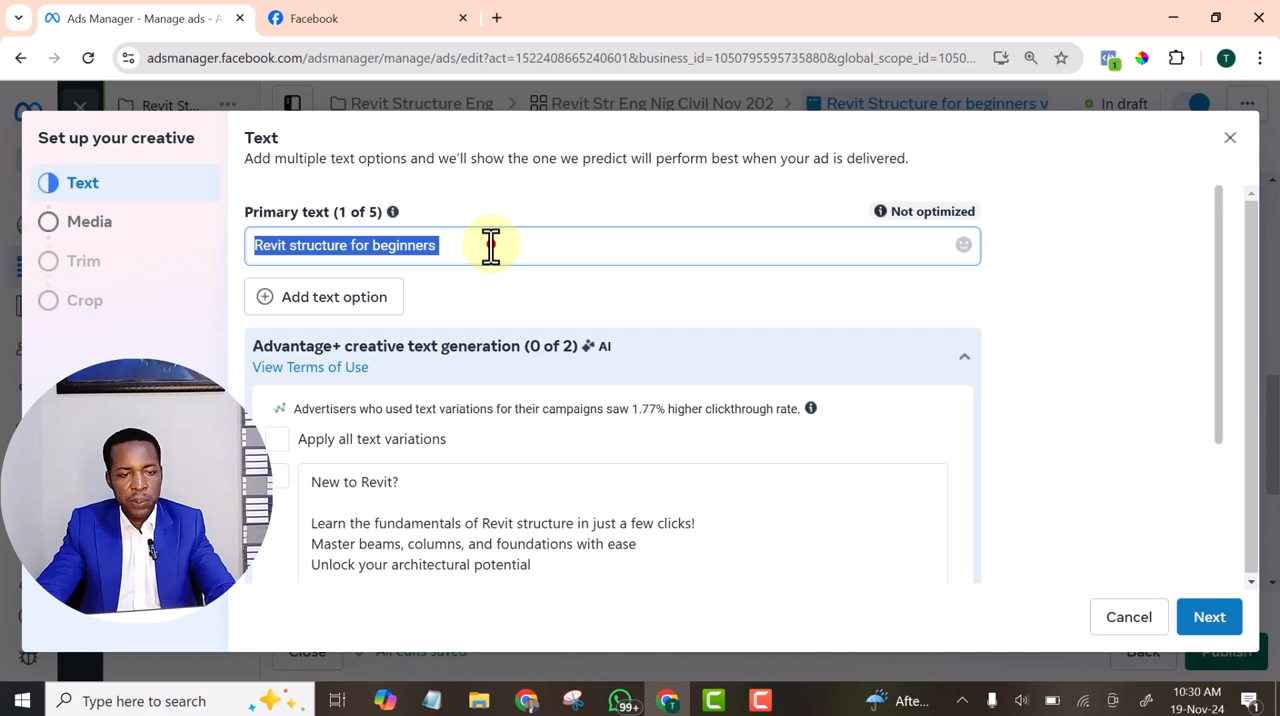 Ads Manager - Manage ads - A
Facebook
adsmanager.facebook.com/adsmanager/manage/ads/edit?act=1522408665240601&business_id=1050795595735880&global_scope_id=1050...
1
T
Revit St...
Revit Structure Eng
Revit Str Eng Nig Civil Nov 202
Revit Structure for beginners v
In draft
Set up your creative
Text
Media
Trim
Crop
Text
Add multiple text options and we'll show the one we predict will perform best when your ad is delivered.
Primary text (1 of 5)
Not optimized
Revit structure for beginners
Add text option
Advantage+ creative text generation (0 of 2) AI
View Terms of Use
Advertisers who used text variations for their campaigns saw 1.77% higher clickthrough rate.
Apply all text variations
New to Revit?
Learn the fundamentals of Revit structure in just a few clicks!
Master beams, columns, and foundations with ease
Unlock your architectural potential
Cancel
Next
Close
All edits saved
Back
Publish
Type here to search
99+
Afte...
10:30 AM
19-Nov-24
1